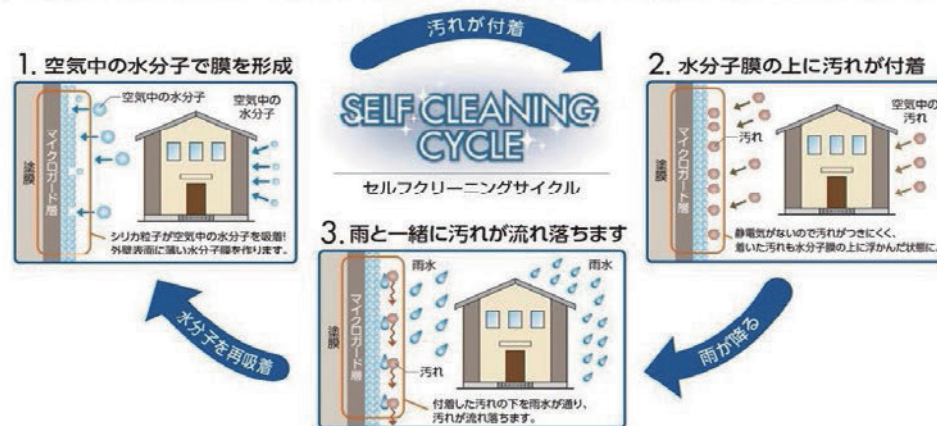 汚れが付着
SELF CLEANING
CYCLE
セルフクリーニングサイクル
1. 空気中の水分子で膜を形成
空気中の水分子
空気中の
水分子
塗膜
マイクロガード層
シリカ粒子が空気中の水分子を吸着!
外壁表面に薄い水分子膜を作ります。
2. 水分子膜の上に汚れが付着
空気中の
汚れ
汚れ
塗膜
マイクロガード層
静電気がないので汚れがつきにくく、
着いた汚れも水分子膜の上に浮かんだ状態に。
雨が降る
3. 雨と一緒に汚れが流れ落ちます
雨水
雨水
塗膜
マイクロガード層
汚れ
付着した汚れの下を雨水が通り、
汚れが流れ落ちます。
水分子を再吸着